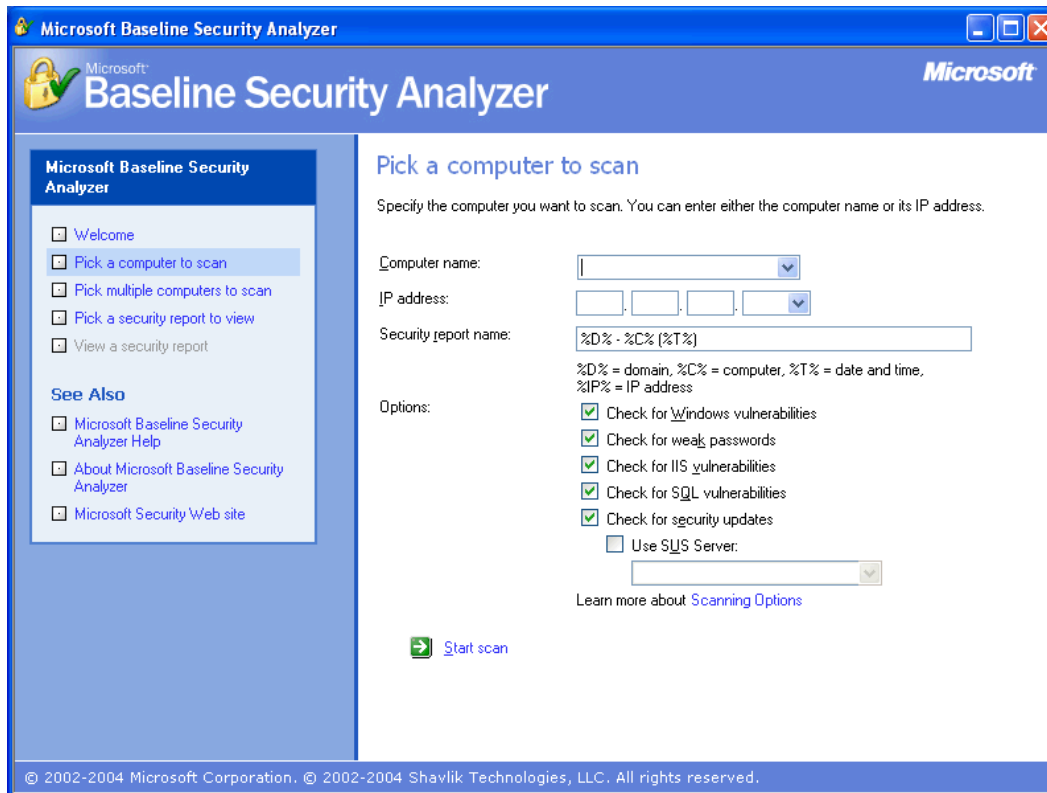 Microsoft Baseline Security Analyzer
Microsoft
Baseline Security Analyzer
Microsoft
Microsoft Baseline Security
Analyzer
Welcome
Pick a computer to scan
Pick multiple computers to scan
Pick a security report to view
View a security report
See Also
Microsoft Baseline Security
Analyzer Help
About Microsoft Baseline Security
Analyzer
Microsoft Security Web site
Pick a computer to scan
Specify the computer you want to scan. You can enter either the computer name or its IP address.
Computer name:
IP address:
. . .
Security report name:
%D% - %C% (%T%)
%D% = domain, %C% = computer, %T% = date and time,
%IP% = IP address
Options:
Check for Windows vulnerabilities
Check for weak passwords
Check for IIS vulnerabilities
Check for SQL vulnerabilities
Check for security updates
Use SUS Server:
Learn more about Scanning Options
Start scan
© 2002-2004 Microsoft Corporation. © 2002-2004 Shavlik Technologies, LLC. All rights reserved.